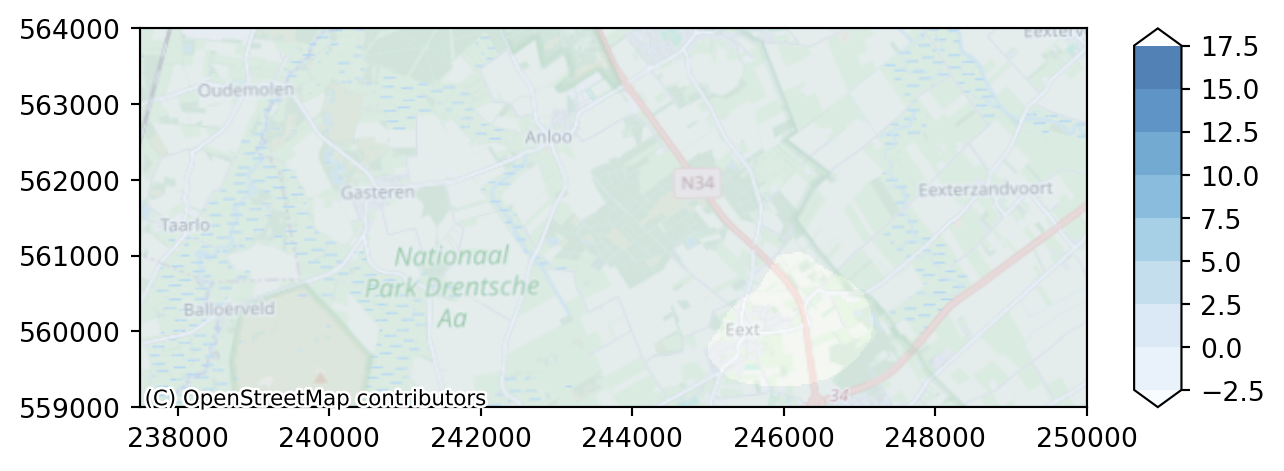 564000
563000
562000
561000
560000
559000
Eexterv
Oudemolen
Anloo
N34
Gasteren
Eexterzandvoort
Taarlo
Nationaal
Park Drentsche
Aa
Balloërveld
Eext
34
(C) OpenStreetMap contributors
238000 240000 242000 244000 246000 248000 250000
17.5
15.0
12.5
10.0
7.5
5.0
2.5
0.0
−2.5